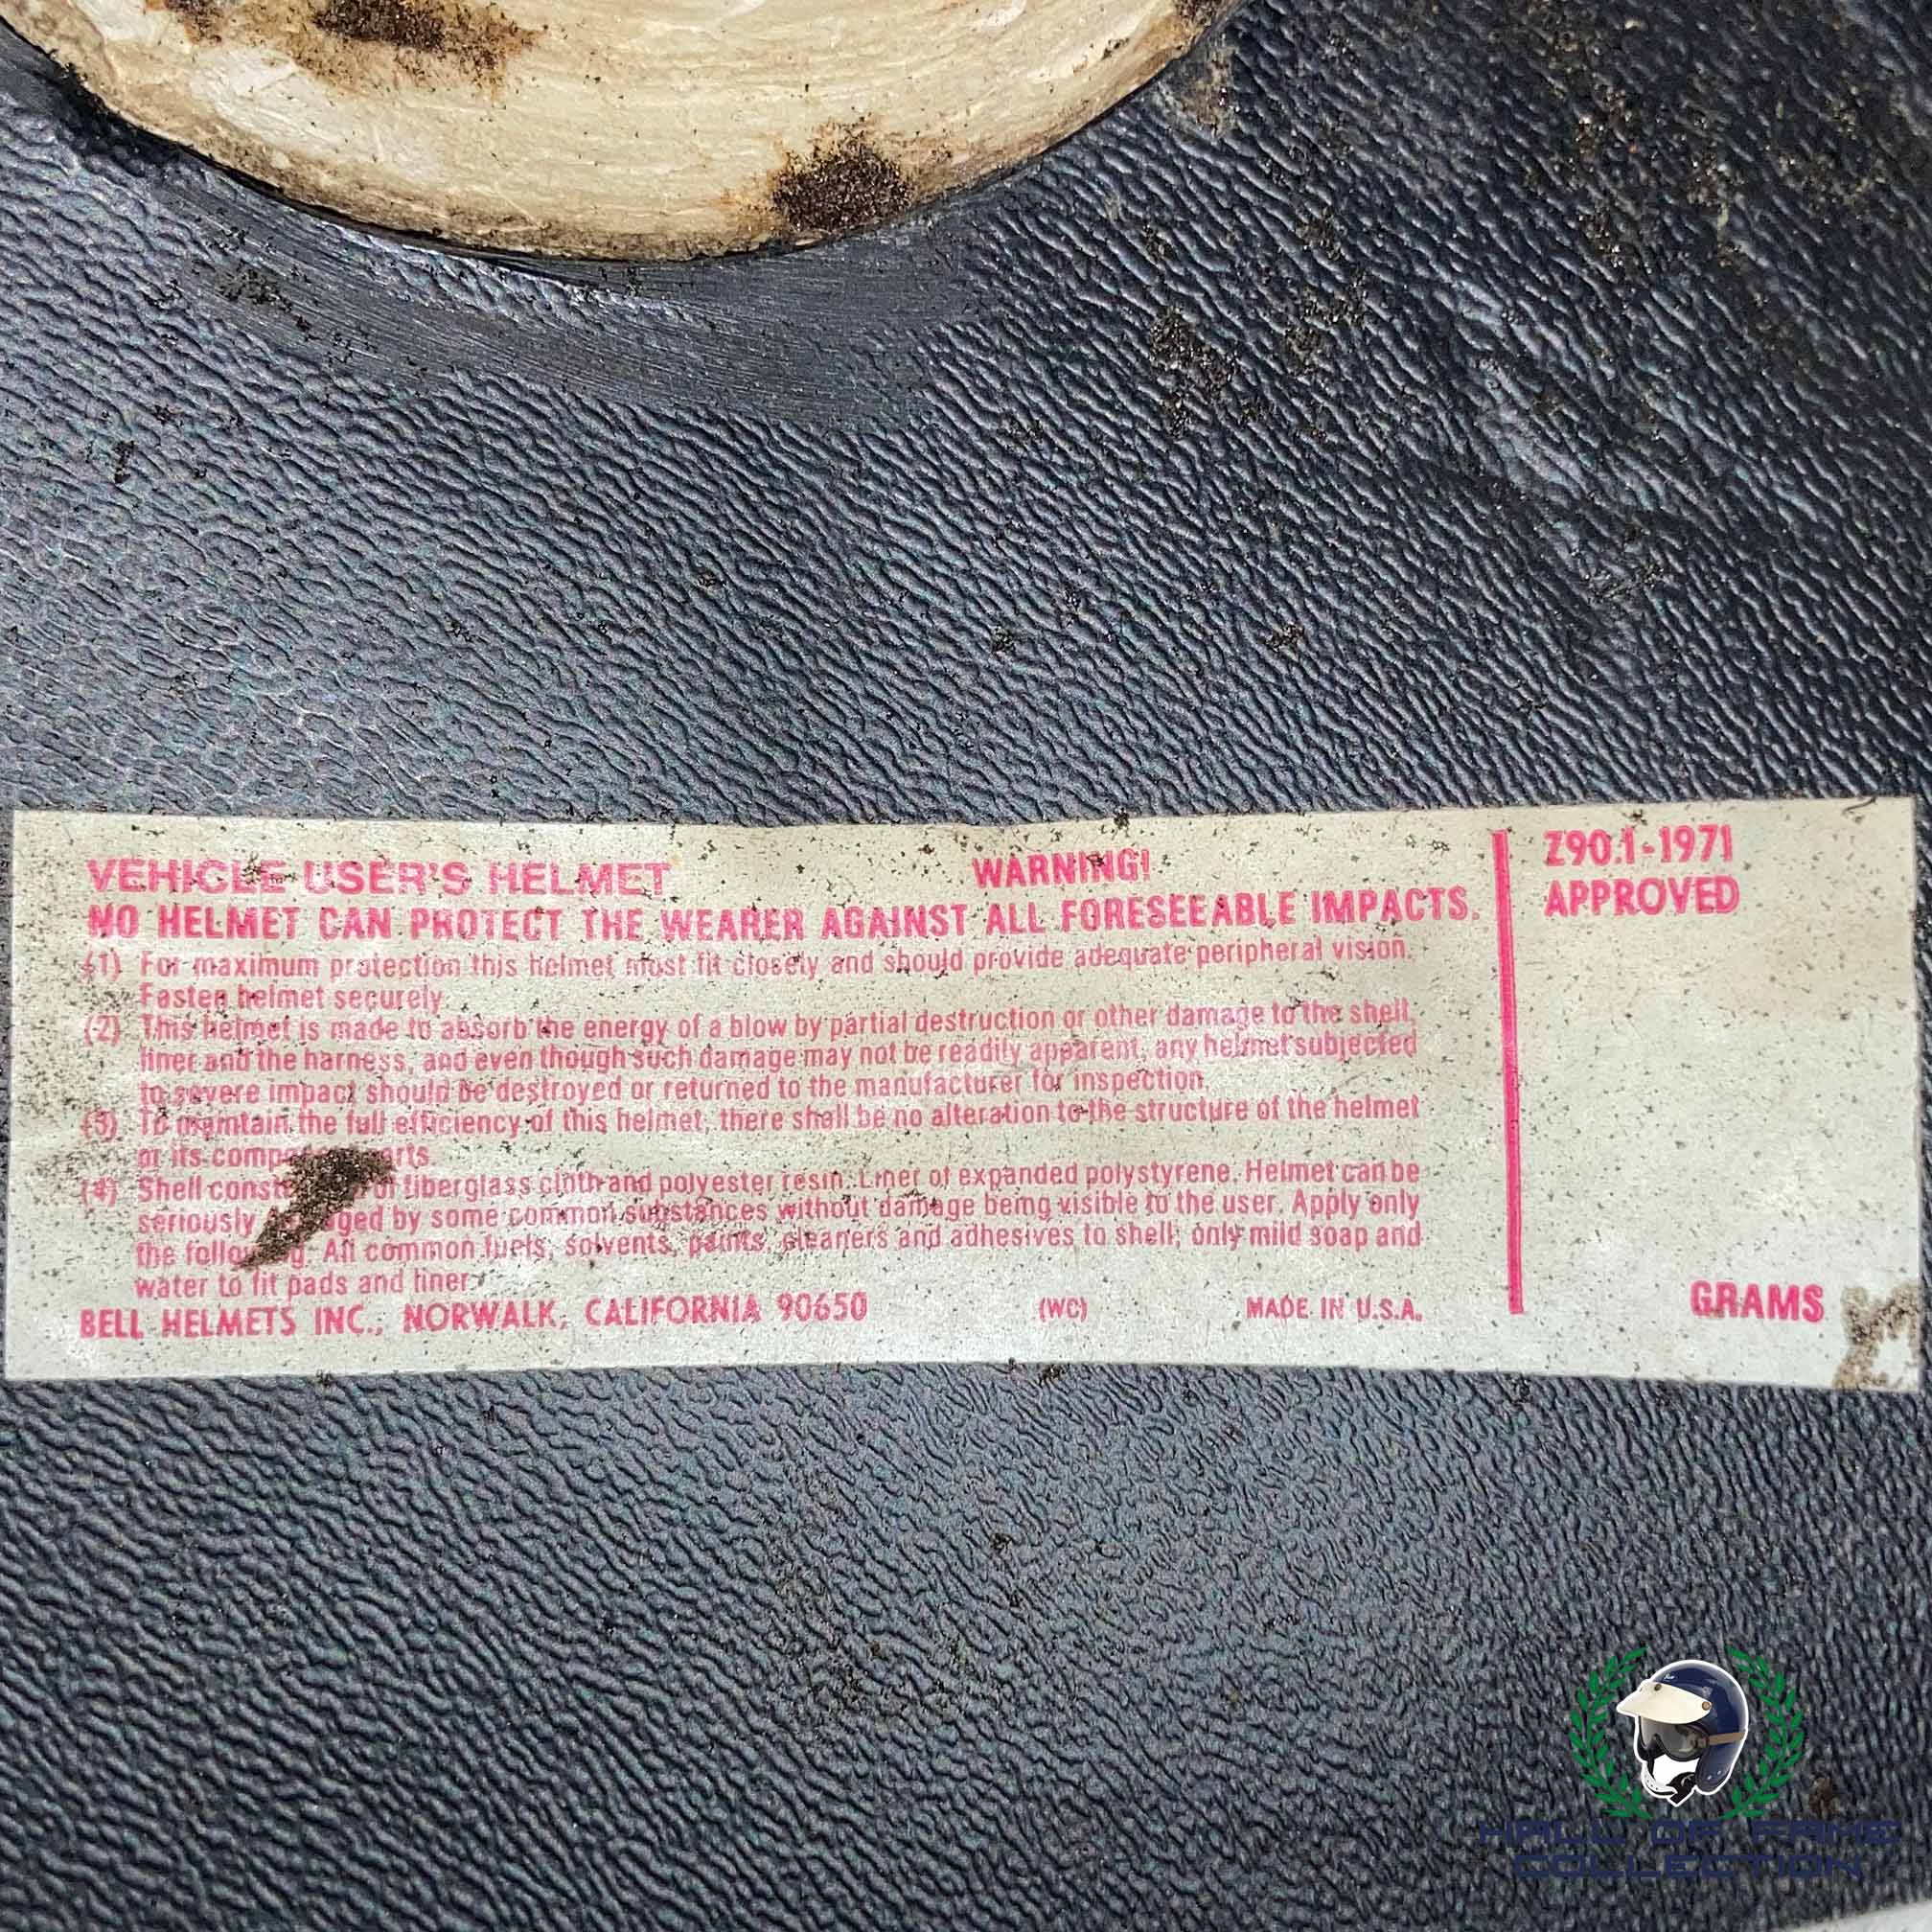 VEHICLE USER'S HELMET WARNING!
NO HELMET CAN PROTECT THE WEARER AGAINST ALL FORESEEABLE IMPACTS.
(1) For maximum protection this helmet must fit closely and should provide adequate peripheral vision.
Fasten helmet securely.
(2) This helmet is made to absorb the energy of a blow by partial destruction or other damage to the shell,
liner and the harness, and even though such damage may not be readily apparent, any helmet subjected
to severe impact should be destroyed or returned to the manufacturer for inspection.
(3) To maintain the full efficiency of this helmet, there shall be no alteration to the structure of the helmet
or its
(4) Shell of fiberglass cloth and polyester resin. Liner of expanded polystyrene. Helmet can be
seriously by some common substances without damage being visible to the user. Apply only
the following: All common fuels, solvents, paints, cleaners and adhesives to shell; only mild soap and
water to fit pads and liner.
BELL HELMETS INC., NORWALK, CALIFORNIA 90650 (WC) MADE IN U.S.A.
Z90.1-1971
APPROVED
GRAMS
HALL OF FAME
COLLECTION